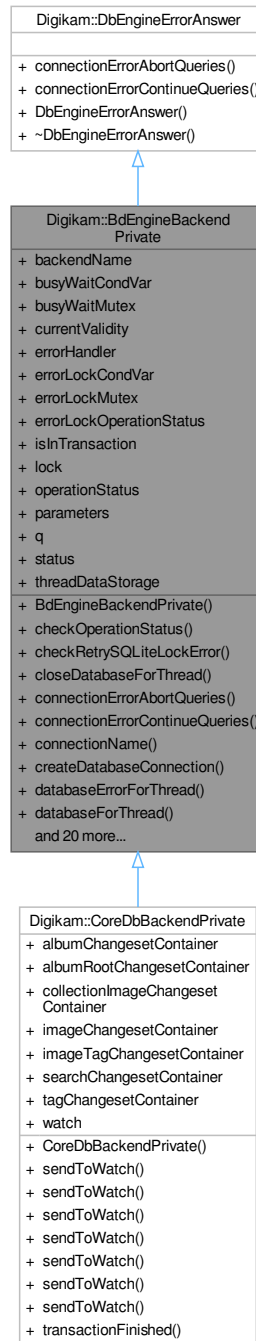 Digikam::DbEngineErrorAnswer
+ connectionErrorAbortQueries()
+ connectionErrorContinueQueries()
+ DbEngineErrorAnswer()
+ ~DbEngineErrorAnswer()
Digikam::BdEngineBackend
Private
+ backendName
+ busyWaitCondVar
+ busyWaitMutex
+ currentValidity
+ errorHandler
+ errorLockCondVar
+ errorLockMutex
+ errorLockOperationStatus
+ isInTransaction
+ lock
+ operationStatus
+ parameters
+ q
+ status
+ threadDataStorage
+ BdEngineBackendPrivate()
+ checkOperationStatus()
+ checkRetrySQLiteLockError()
+ closeDatabaseForThread()
+ connectionErrorAbortQueries()
+ connectionErrorContinueQueries()
+ connectionName()
+ createDatabaseConnection()
+ databaseErrorForThread()
+ databaseForThread()
and 20 more...
Digikam::CoreDbBackendPrivate
+ albumChangesetContainer
+ albumRootChangesetContainer
+ collectionImageChangeset
Container
+ imageChangesetContainer
+ imageTagChangesetContainer
+ searchChangesetContainer
+ tagChangesetContainer
+ watch
+ CoreDbBackendPrivate()
+ sendToWatch()
+ sendToWatch()
+ sendToWatch()
+ sendToWatch()
+ sendToWatch()
+ sendToWatch()
+ sendToWatch()
+ transactionFinished()